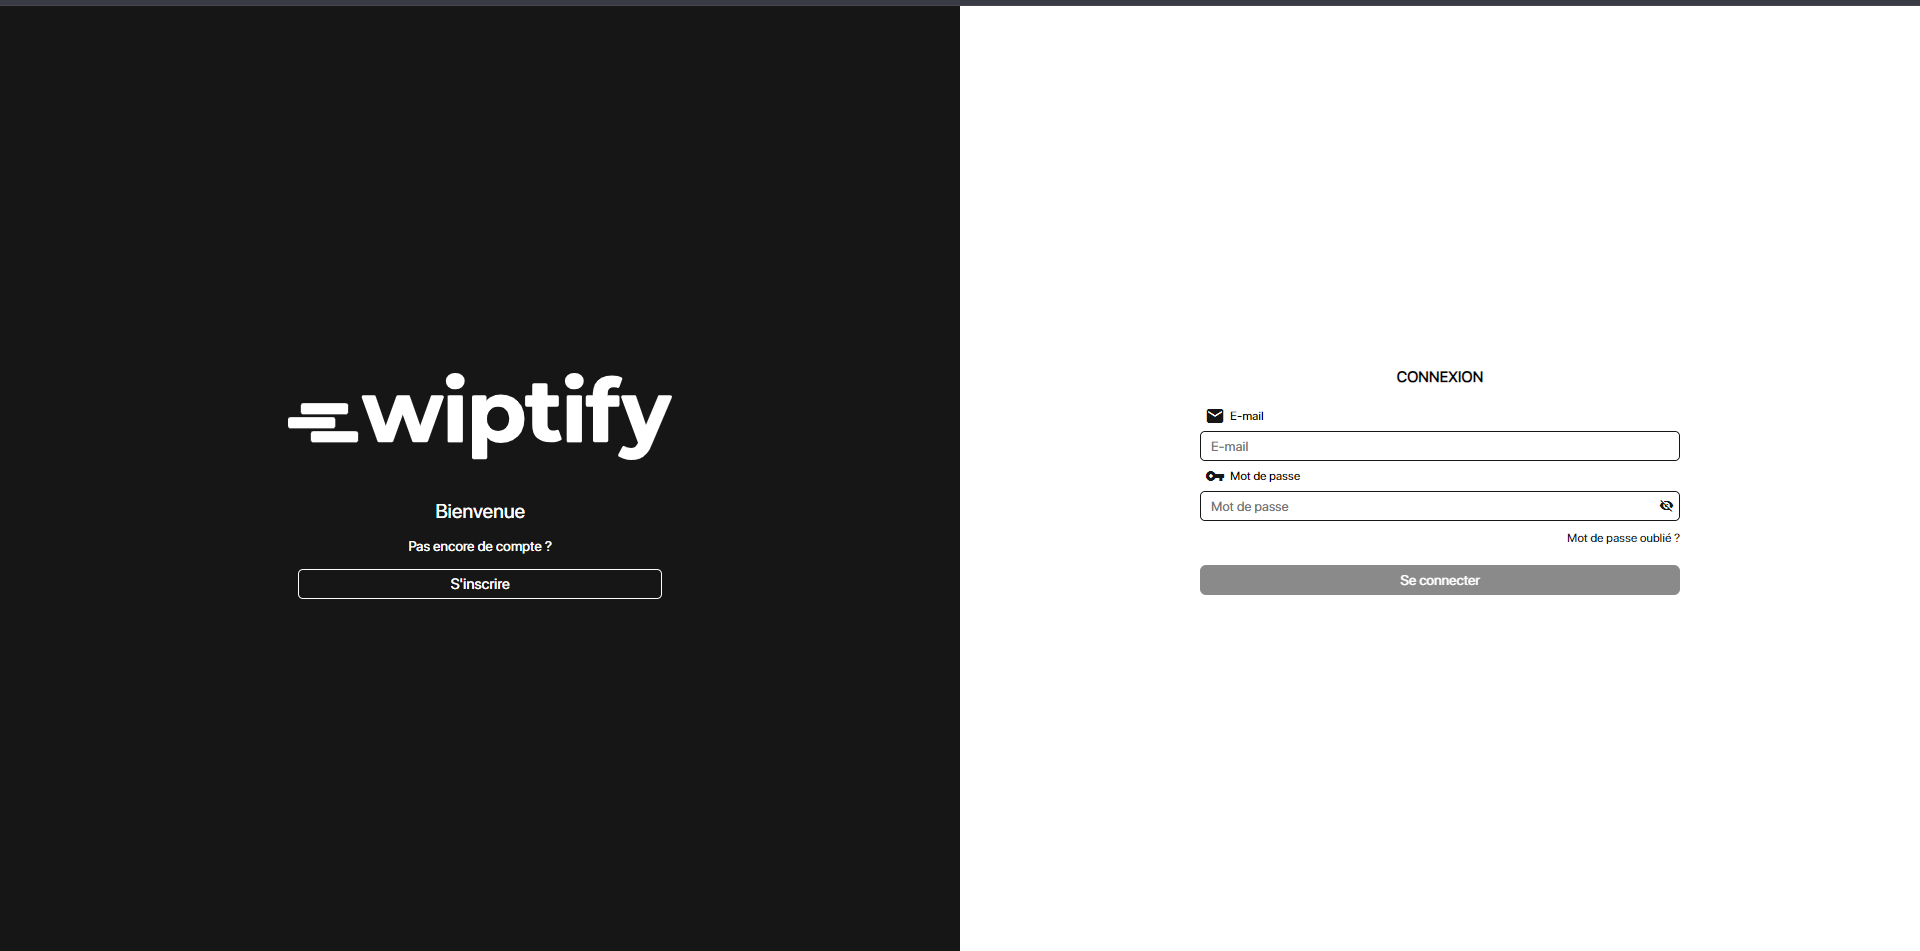 wiptify
Bienvenue
Pas encore de compte ?
S'inscrire
CONNEXION
E-mail
E-mail
Mot de passe
Mot de passe
Mot de passe oublié ?
Se connecter